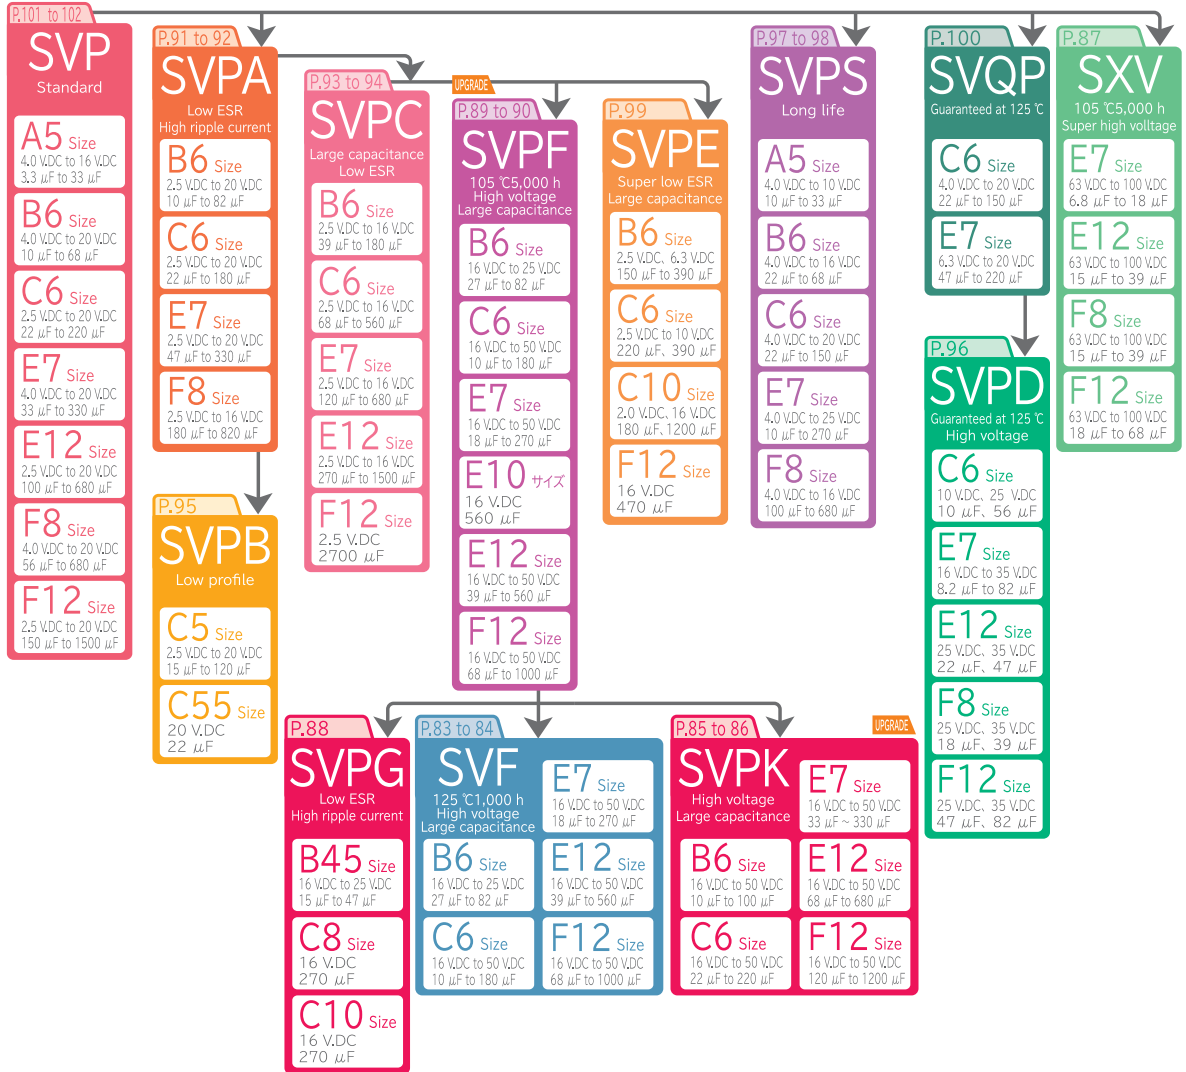 P.101 to 102
SVP
Standard
A5 Size
4.0 V.DC to 16 V.DC
3.3 μF to 33 μF
B6 Size
4.0 V.DC to 20 V.DC
10 μF to 68 μF
C6 Size
2.5 V.DC to 20 V.DC
22 μF to 220 μF
E7 Size
4.0 V.DC to 20 V.DC
33 μF to 330 μF
E12 Size
2.5 V.DC to 20 V.DC
100 μF to 680 μF
F8 Size
4.0 V.DC to 20 V.DC
56 μF to 680 μF
F12 Size
2.5 V.DC to 20 V.DC
150 μF to 1500 μF
P.91 to 92
SVPA
Low ESR
High ripple current
B6 Size
2.5 V.DC to 20 V.DC
10 μF to 82 μF
C6 Size
2.5 V.DC to 20 V.DC
22 μF to 180 μF
E7 Size
2.5 V.DC to 20 V.DC
47 μF to 330 μF
F8 Size
2.5 V.DC to 16 V.DC
180 μF to 820 μF
P.95
SVPB
Low profile
C5 Size
2.5 V.DC to 20 V.DC
15 μF to 120 μF
C55 Size
20 V.DC
22 μF
P.93 to 94
SVPC
Large capacitance
Low ESR
B6 Size
2.5 V.DC to 16 V.DC
39 μF to 180 μF
C6 Size
2.5 V.DC to 16 V.DC
68 μF to 560 μF
E7 Size
2.5 V.DC to 16 V.DC
120 μF to 680 μF
E12 Size
2.5 V.DC to 16 V.DC
270 μF to 1500 μF
F12 Size
2.5 V.DC
2700 μF
UPGRADE
P.89 to 90
SVPF
105 ℃5,000 h
High voltage
Large capacitance
B6 Size
16 V.DC to 25 V.DC
27 μF to 82 μF
C6 Size
16 V.DC to 50 V.DC
10 μF to 180 μF
E7 Size
16 V.DC to 50 V.DC
18 μF to 270 μF
E10 サイズ
16 V.DC
560 μF
E12 Size
16 V.DC to 50 V.DC
39 μF to 560 μF
F12 Size
16 V.DC to 50 V.DC
68 μF to 1000 μF
P.99
SVPE
Super low ESR
Large capacitance
B6 Size
2.5 V.DC、6.3 V.DC
150 μF to 390 μF
C6 Size
2.5 V.DC to 10 V.DC
220 μF、390 μF
C10 Size
2.0 V.DC、16 V.DC
180 μF、1200 μF
F12 Size
16 V.DC
470 μF
P.97 to 98
SVPS
Long life
A5 Size
4.0 V.DC to 10 V.DC
10 μF to 33 μF
B6 Size
4.0 V.DC to 16 V.DC
22 μF to 68 μF
C6 Size
4.0 V.DC to 20 V.DC
22 μF to 150 μF
E7 Size
4.0 V.DC to 25 V.DC
10 μF to 270 μF
F8 Size
4.0 V.DC to 16 V.DC
100 μF to 680 μF
P.100
SVQP
Guaranteed at 125 ℃
C6 Size
4.0 V.DC to 20 V.DC
22 μF to 150 μF
E7 Size
6.3 V.DC to 20 V.DC
47 μF to 220 μF
P.96
SVPD
Guaranteed at 125 ℃
High voltage
C6 Size
10 V.DC、25 V.DC
10 μF、56 μF
E7 Size
16 V.DC to 35 V.DC
8.2 μF to 82 μF
E12 Size
25 V.DC、35 V.DC
22 μF、47 μF
F8 Size
25 V.DC、35 V.DC
18 μF、39 μF
F12 Size
25 V.DC、35 V.DC
47 μF、82 μF
P.87
SXV
105 ℃5,000 h
Super high voltage
E7 Size
63 V.DC to 100 V.DC
6.8 μF to 18 μF
E12 Size
63 V.DC to 100 V.DC
15 μF to 39 μF
F8 Size
63 V.DC to 100 V.DC
15 μF to 39 μF
F12 Size
63 V.DC to 100 V.DC
18 μF to 68 μF
P.88
SVPG
Low ESR
High ripple current
B45 Size
16 V.DC to 25 V.DC
15 μF to 47 μF
C8 Size
16 V.DC
270 μF
C10 Size
16 V.DC
270 μF
P.83 to 84
SVF
125 ℃1,000 h
High voltage
Large capacitance
B6 Size
16 V.DC to 25 V.DC
27 μF to 82 μF
C6 Size
16 V.DC to 50 V.DC
10 μF to 180 μF
E7 Size
16 V.DC to 50 V.DC
18 μF to 270 μF
E12 Size
16 V.DC to 50 V.DC
39 μF to 560 μF
F12 Size
16 V.DC to 50 V.DC
68 μF to 1000 μF
P.85 to 86
UPGRADE
SVPK
High voltage
Large capacitance
B6 Size
16 V.DC to 50 V.DC
10 μF to 100 μF
C6 Size
16 V.DC to 50 V.DC
22 μF to 220 μF
E7 Size
16 V.DC to 50 V.DC
33 μF ~ 330 μF
E12 Size
16 V.DC to 50 V.DC
68 μF to 680 μF
F12 Size
16 V.DC to 50 V.DC
120 μF to 1200 μF